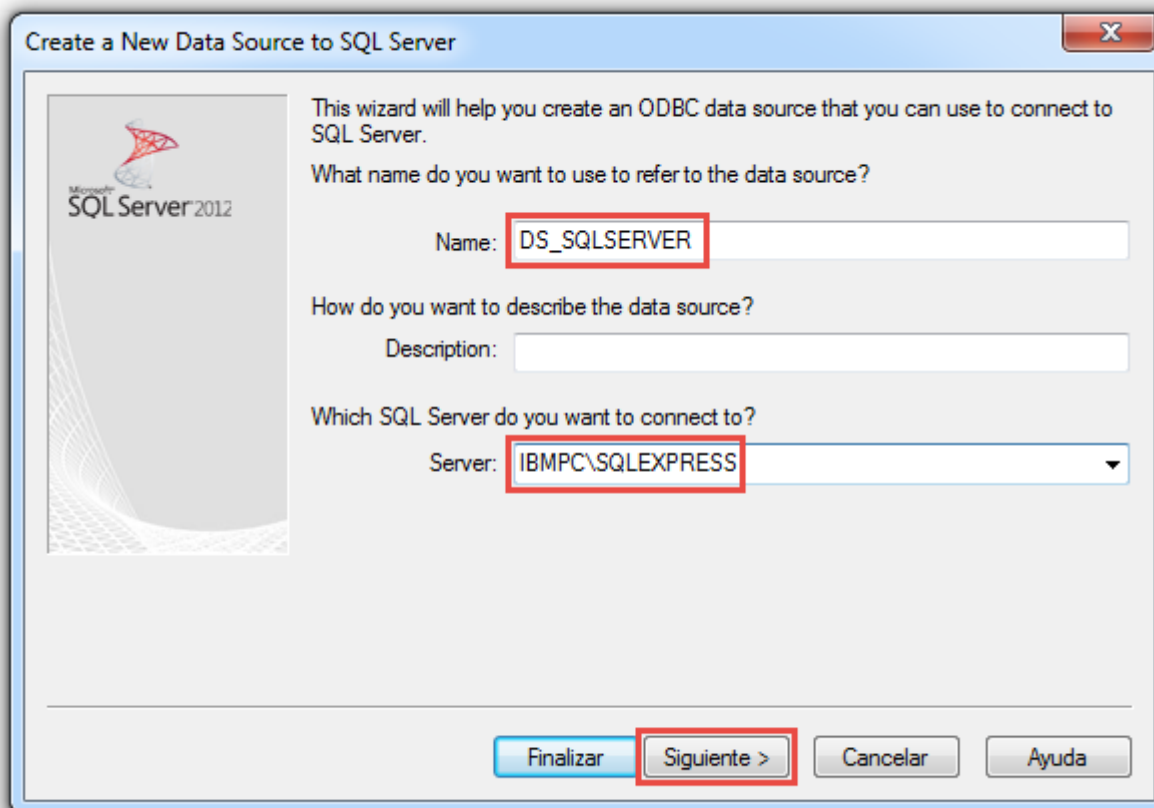 Create a New Data Source to SQL Server
This wizard will help you create an ODBC data source that you can use to connect to
SQL Server.
What name do you want to use to refer to the data source?
Microsoft
SQL Server 2012
Name: DS_SQLSERVER
How do you want to describe the data source?
Description:
Which SQL Server do you want to connect to?
Server: IBMPC\SQLEXPRESS
Finalizar Siguiente > Cancelar Ayuda